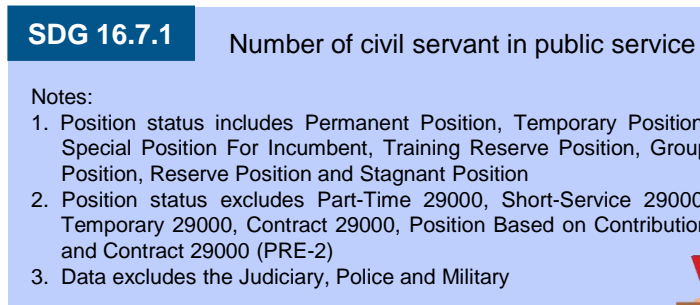 SDG 16.7.1
Number of civil servant in public service
Notes:
1. Position status includes Permanent Position, Temporary Position
Special Position For Incumbent, Training Reserve Position, Group
Position, Reserve Position and Stagnant Position
2. Position status excludes Part-Time 29000, Short-Service 29000
Temporary 29000, Contract 29000, Position Based on Contribution
and Contract 29000 (PRE-2)
3. Data excludes the Judiciary, Police and Military